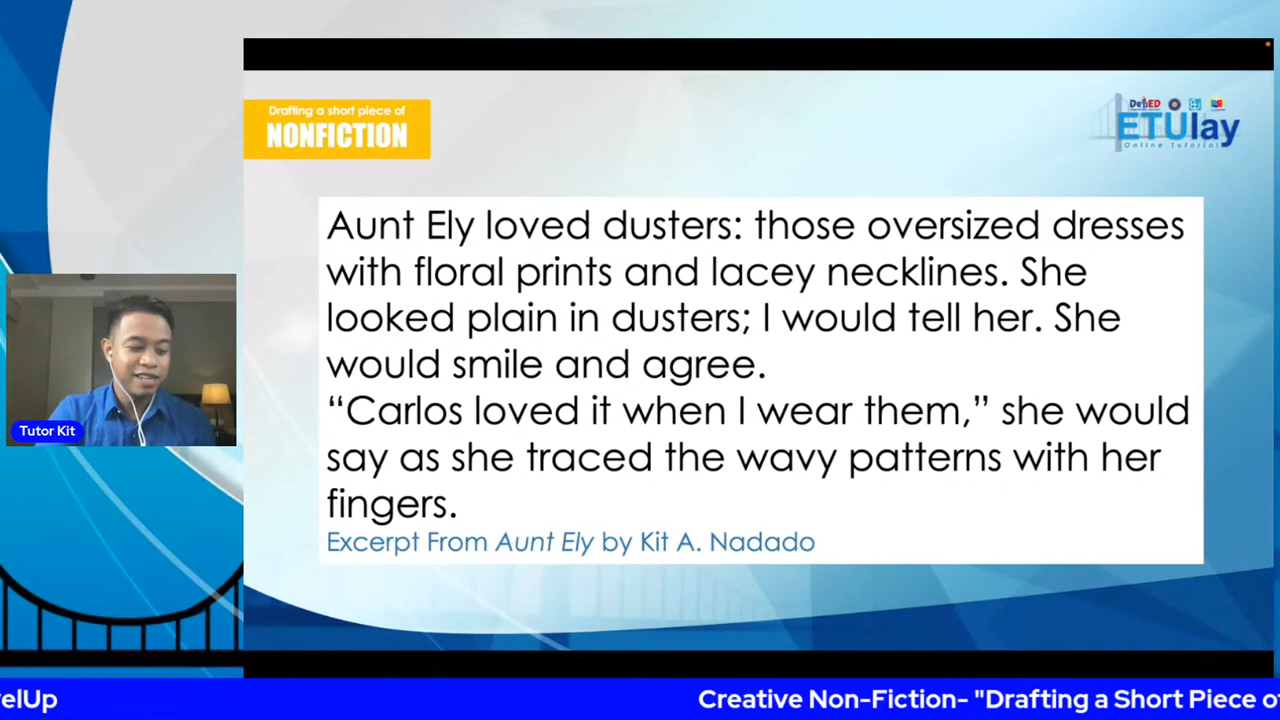 Drafting a short piece of
NONFICTION
DepED
ETUlay
Online Tutorial
Aunt Ely loved dusters: those oversized dresses
with floral prints and lacey necklines. She
looked plain in dusters; I would tell her. She
would smile and agree.
“Carlos loved it when I wear them,” she would
say as she traced the wavy patterns with her
fingers.
Excerpt From Aunt Ely by Kit A. Nadado
Tutor Kit
velUp
Creative Non-Fiction- "Drafting a Short Piece of